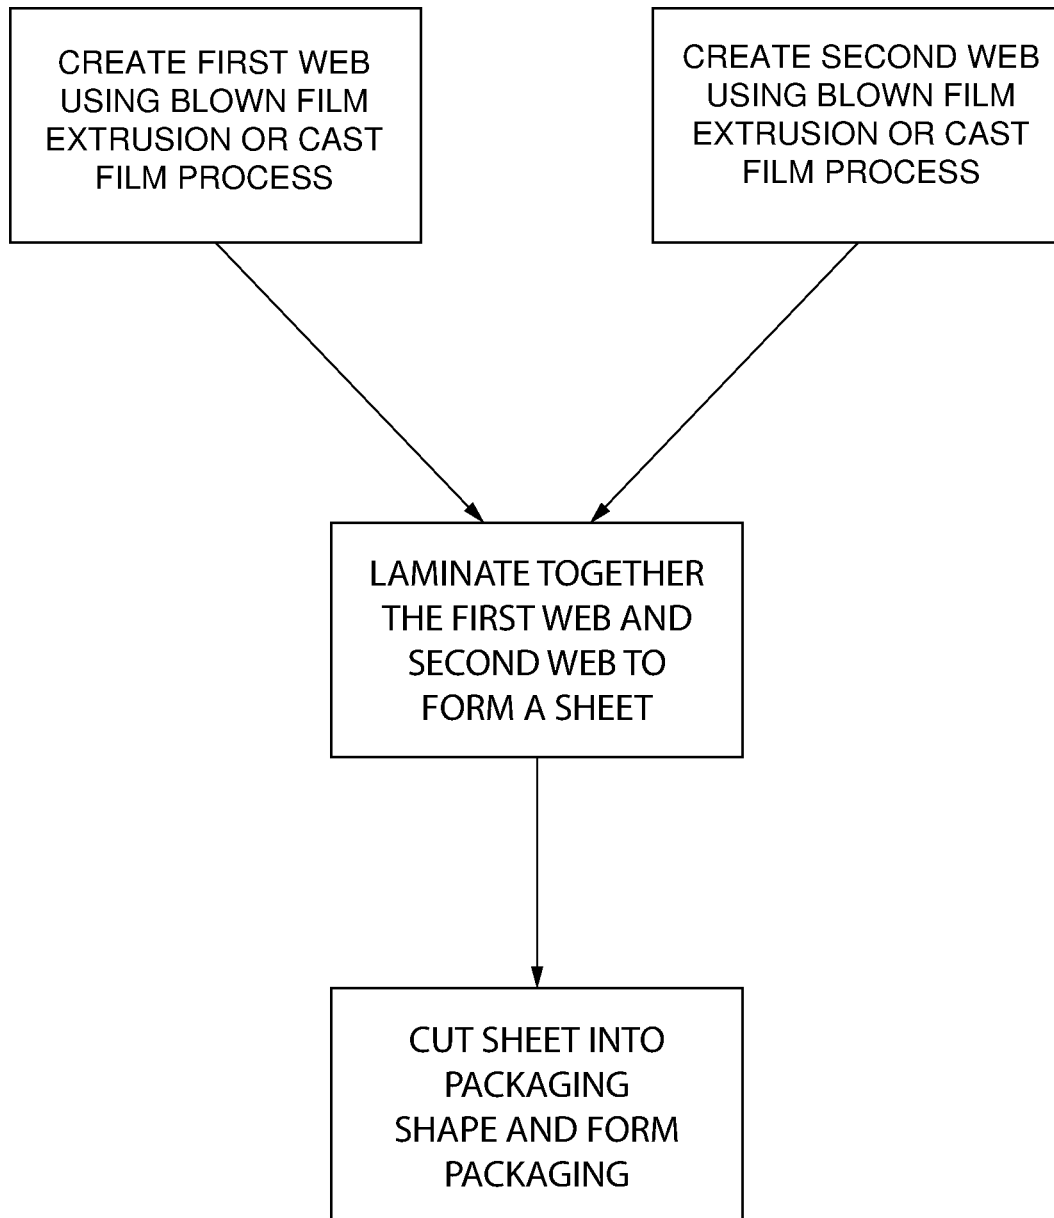 CREATE FIRST WEB
USING BLOWN FILM
EXTRUSION OR CAST
FILM PROCESS
CREATE SECOND WEB
USING BLOWN FILM
EXTRUSION OR CAST
FILM PROCESS
LAMINATE TOGETHER
THE FIRST WEB AND
SECOND WEB TO
FORM A SHEET
CUT SHEET INTO
PACKAGING
SHAPE AND FORM
PACKAGING